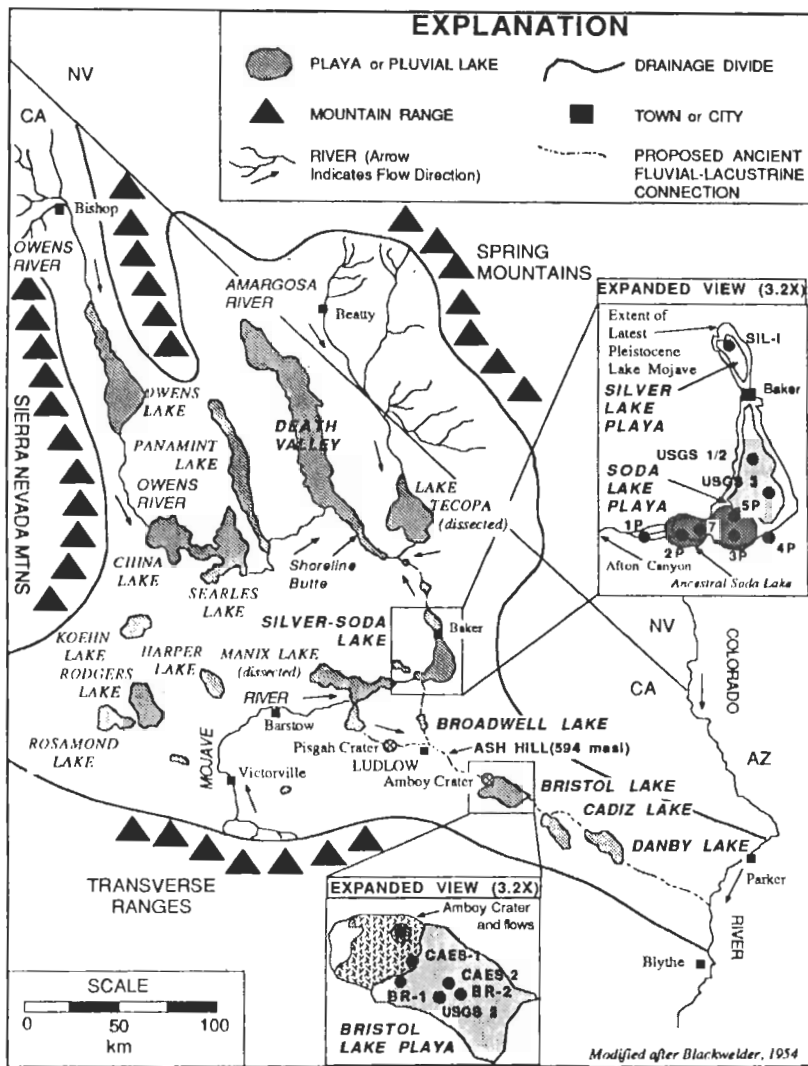 EXPLANATION
PLAYA or PLUVIAL LAKE
DRAINAGE DIVIDE
MOUNTAIN RANGE
TOWN or CITY
RIVER (Arrow
Indicates Flow Direction)
PROPOSED ANCIENT
FLUVIAL-LACUSTRINE
CONNECTION
NV
CA
Bishop
OWENS
RIVER
SPRING
MOUNTAINS
AMARGOSA
RIVER
Beatty
SIERRA NEVADA MTNS
OWENS
LAKE
DEATH
VALLEY
PANAMINT
LAKE
OWENS
RIVER
LAKE
TECOPA
(dissected)
CHINA
LAKE
SEARLES
LAKE
Shoreline
Butte
EXPANDED VIEW (3.2X)
Extent of
Latest
Pleistocene
Lake Mojave
SIL-I
Baker
SILVER
LAKE
PLAYA
USGS 1/2
USGS 3
SODA
LAKE
PLAYA
5P
1P
7
2P
3P
4P
Afton Canyon
Ancestral Soda Lake
SILVER-SODA
LAKE
Baker
KOEHN
LAKE
HARPER
LAKE
MANIX LAKE
(dissected)
RODGERS
LAKE
RIVER
ROSAMOND
LAKE
Barstow
MOJAVE
Victorville
Pisgah Crater
LUDLOW
BROADWELL LAKE
ASH HILL(594 masl)
Amboy Crater
BRISTOL LAKE
CADIZ LAKE
DANBY LAKE
NV
CA
COLORADO
AZ
Parker
RIVER
Blythe
TRANSVERSE
RANGES
EXPANDED VIEW (3.2X)
Amboy Crater
and flows
CAES-1
CAES 2
BR-1
BR-2
USGS 2
BRISTOL
LAKE PLAYA
SCALE
0 50 100
km
Modified after Blackwelder, 1954